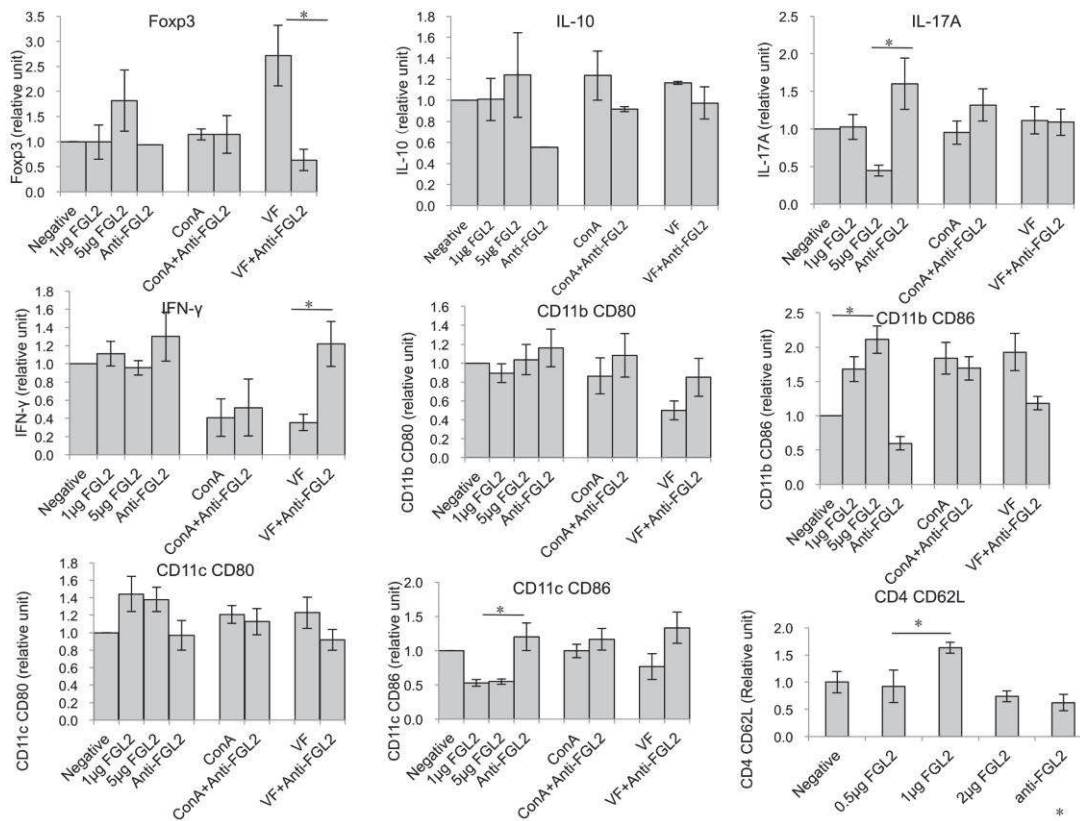 Foxp3
*
Foxp3 (relative unit)
3.5
3.0
2.5
2.0
1.5
1.0
0.5
0.0
Negative
1µg FGL2
5µg FGL2
Anti-FGL2
ConA
ConA+Anti-FGL2
VF
VF+Anti-FGL2
IL-10
IL-10 (relative unit)
1.8
1.6
1.4
1.2
1.0
0.8
0.6
0.4
0.2
0.0
Negative
1µg FGL2
5µg FGL2
Anti-FGL2
ConA
ConA+Anti-FGL2
VF
VF+Anti-FGL2
IL-17A
*
IL-17A (relative unit)
2.5
2.0
1.5
1.0
0.5
0.0
Negative
1µg FGL2
5µg FGL2
Anti-FGL2
ConA
ConA+Anti-FGL2
VF
VF+Anti-FGL2
IFN-γ
*
IFN-γ (relative unit)
1.8
1.6
1.4
1.2
1.0
0.8
0.6
0.4
0.2
0.0
Negative
1µg FGL2
5µg FGL2
Anti-FGL2
ConA
ConA+Anti-FGL2
VF
VF+Anti-FGL2
CD11b CD80
CD11b CD80 (relative unit)
1.8
1.6
1.4
1.2
1.0
0.8
0.6
0.4
0.2
0.0
Negative
1µg FGL2
5µg FGL2
Anti-FGL2
ConA
ConA+Anti-FGL2
VF
VF+Anti-FGL2
CD11b CD86
*
CD11b CD86 (relative unit)
2.5
2.0
1.5
1.0
0.5
0.0
Negative
1µg FGL2
5µg FGL2
Anti-FGL2
ConA
ConA+Anti-FGL2
VF
VF+Anti-FGL2
CD11c CD80
CD11c CD80 (relative unit)
1.8
1.6
1.4
1.2
1.0
0.8
0.6
0.4
0.2
0.0
Negative
1µg FGL2
5µg FGL2
Anti-FGL2
ConA
ConA+Anti-FGL2
VF
VF+Anti-FGL2
CD11c CD86
*
CD11c CD86 (relative unit)
2.0
1.5
1.0
0.5
0.0
Negative
1µg FGL2
5µg FGL2
Anti-FGL2
ConA
ConA+Anti-FGL2
VF
VF+Anti-FGL2
CD4 CD62L
*
CD4 CD62L (Relative unit)
2.0
1.5
1.0
0.5
0.0
Negative
0.5µg FGL2
1µg FGL2
2µg FGL2
anti-FGL2
*